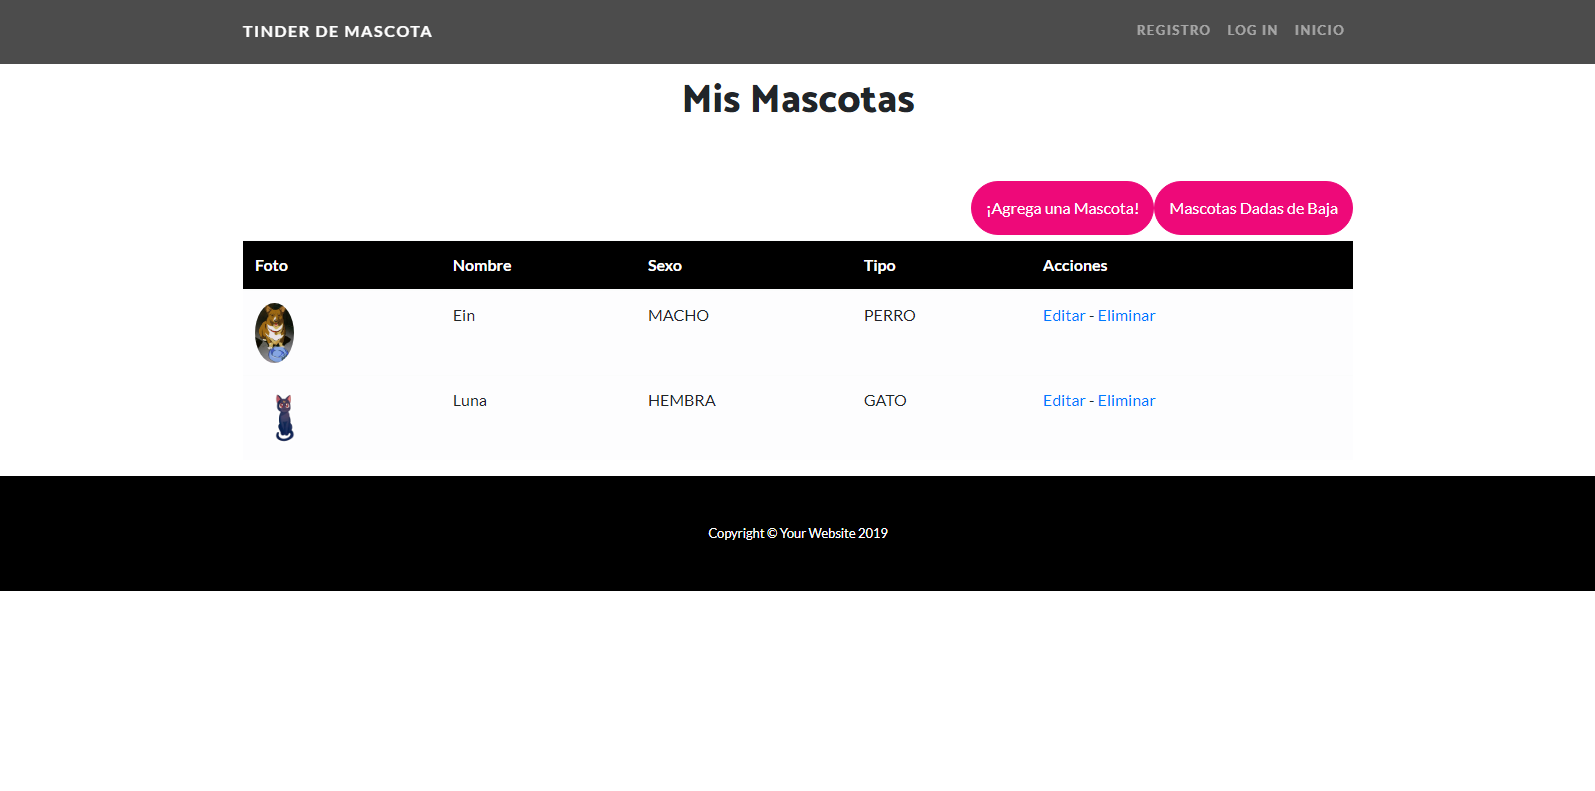 TINDER DE MASCOTA
REGISTRO LOG IN INICIO
Mis Mascotas
¡Agrega una Mascota! Mascotas Dadas de Baja
Foto Nombre Sexo Tipo Acciones
Ein MACHO PERRO Editar - Eliminar
Luna HEMBRA GATO Editar - Eliminar
Copyright © Your Website 2019